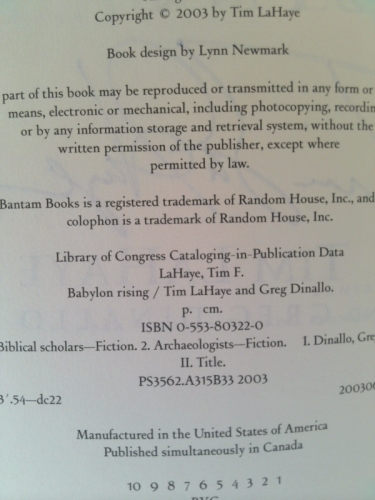 Copyright © 2003 by Tim LaHaye
Book design by Lynn Newmark
part of this book may be reproduced or transmitted in any form or
means, electronic or mechanical, including photocopying, recordin
or by any information storage and retrieval system, without the
written permission of the publisher, except where
permitted by law.
Bantam Books is a registered trademark of Random House, Inc., and
colophon is a trademark of Random House, Inc.
Library of Congress Cataloging-in-Publication Data
LaHaye, Tim F.
Babylon rising / Tim LaHaye and Greg Dinallo.
p. cm.
ISBN 0-553-80322-0
Biblical scholars—Fiction. 2. Archaeologists—Fiction. I. Dinallo, Gre
II. Title.
PS3562.A315B33 2003
3'.54—dc22 200300
Manufactured in the United States of America
Published simultaneously in Canada
10 9 8 7 6 5 4 3 2 1